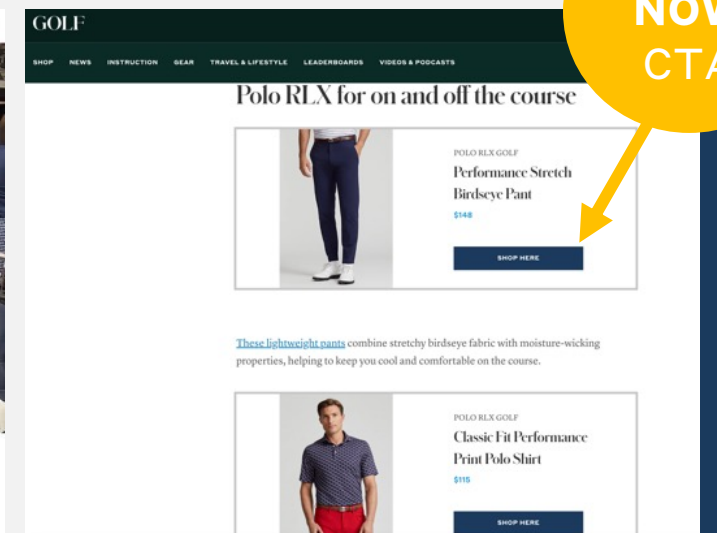 NOW
CTA
GOLF
SHOP NEWS INSTRUCTION GEAR TRAVEL & LIFESTYLE LEADERBOARDS VIDEOS & PODCASTS
Polo RLX for on and off the course
POLO RLX GOLF
Performance Stretch
Birdseye Pant
$148
SHOP HERE
These lightweight pants combine stretchy birdseye fabric with moisture-wicking
properties, helping to keep you cool and comfortable on the course.
POLO RLX GOLF
Classic Fit Performance
Print Polo Shirt
$115
SHOP HERE